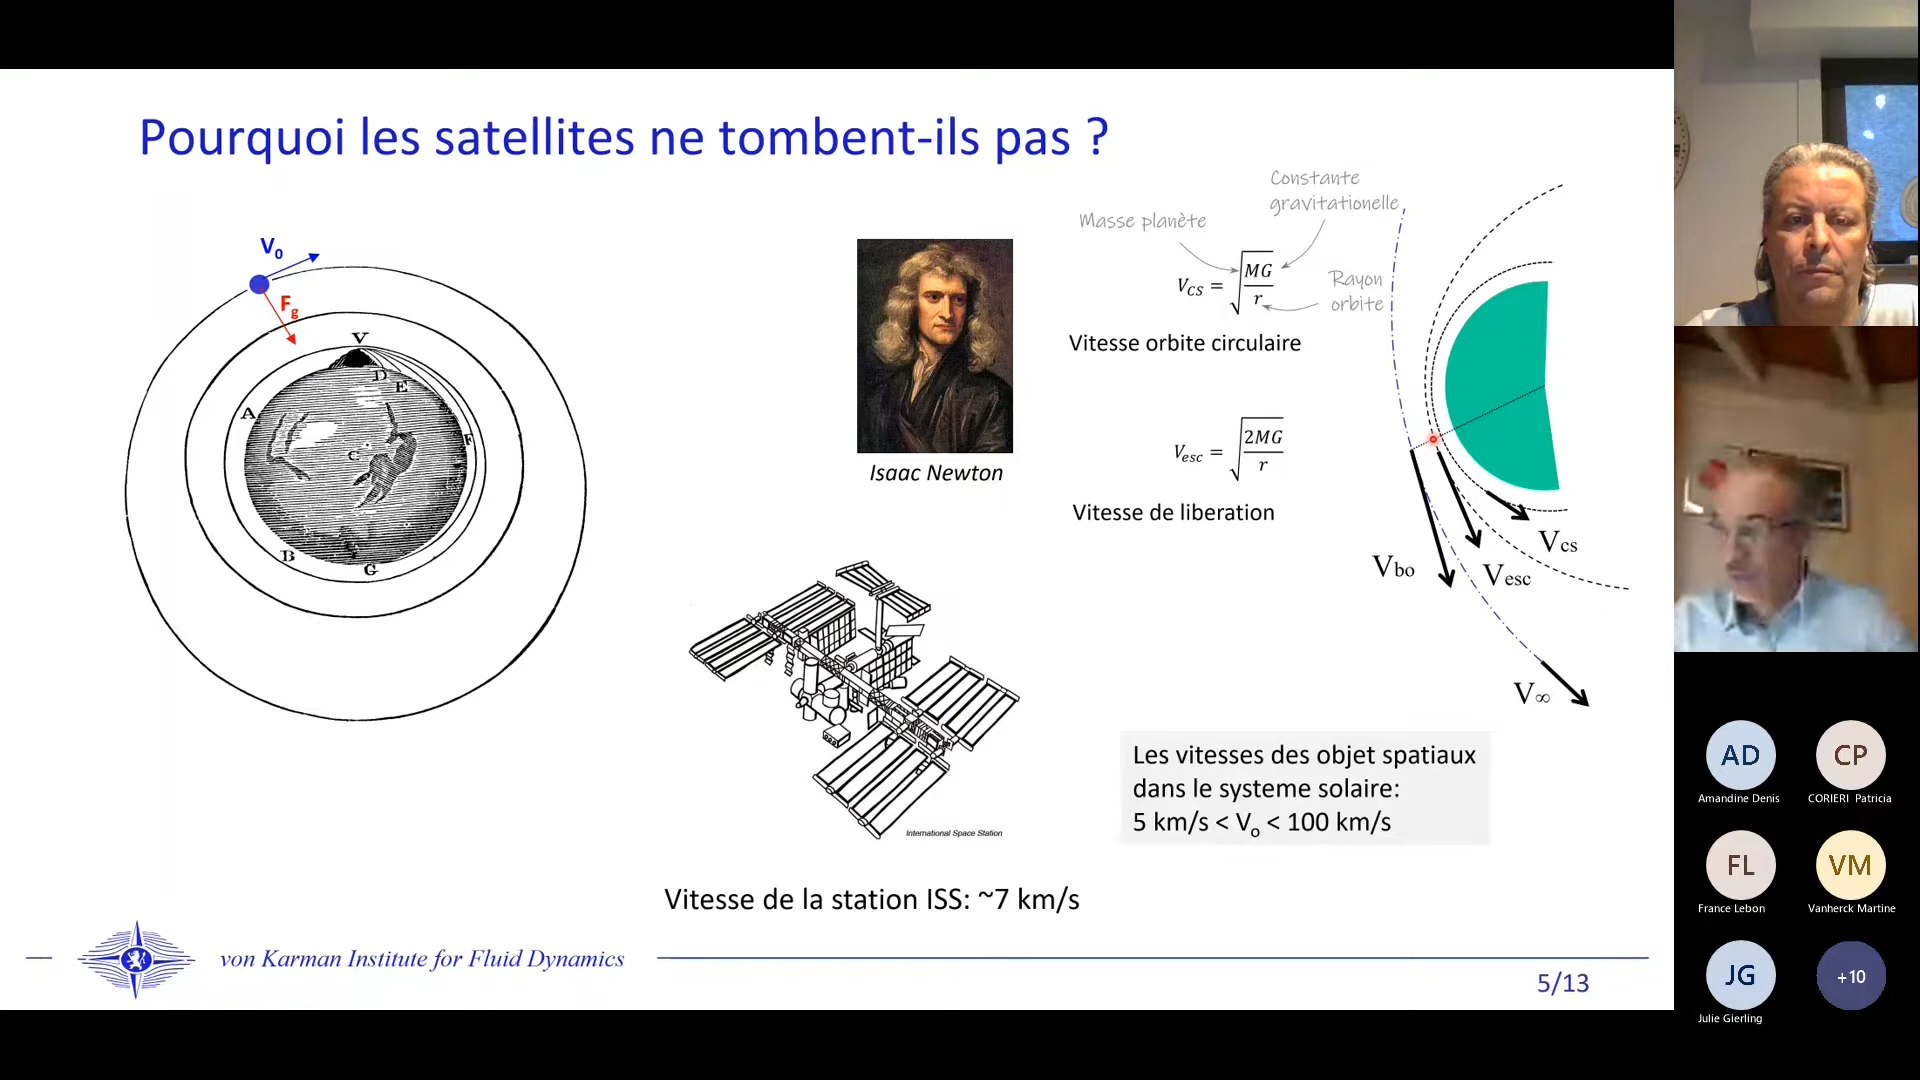 Pourquoi les satellites ne tombent-ils pas ?
V0
Fg
V
D
E
A
F
C
B
G
Isaac Newton
Constante
gravitationelle
Masse planète
Rayon
orbite
VCS = √(MG/r)
Vitesse orbite circulaire
Vesc = √(2MG/r)
Vitesse de liberation
Vcs
Vbo
Vesc
V∞
International Space Station
Les vitesses des objet spatiaux
dans le systeme solaire:
5 km/s < Vo < 100 km/s
Vitesse de la station ISS: ~7 km/s
von Karman Institute for Fluid Dynamics
5/13
AD
Amandine Denis
CP
CORIERI Patricia
FL
France Lebon
VM
Vanherck Martine
JG
Julie Gierling
+10